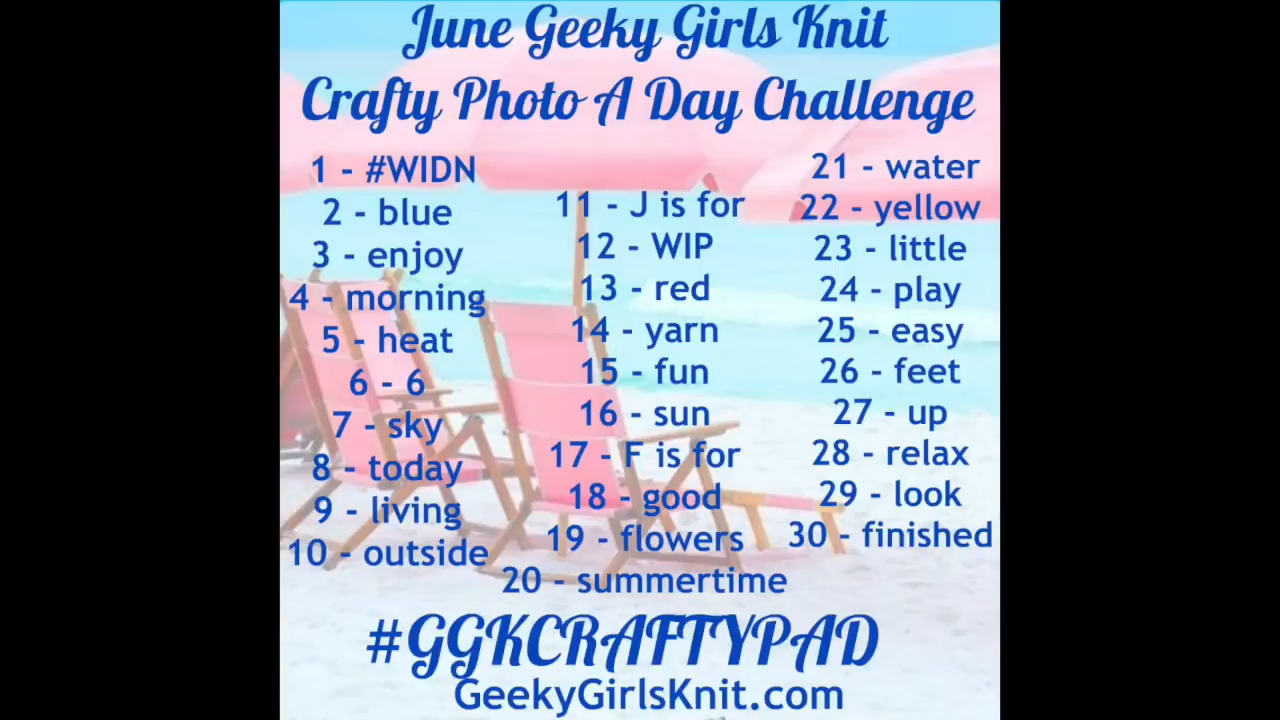 June Geeky Girls Knit
Crafty Photo A Day Challenge
1 - #WIDN
2 - blue
3 - enjoy
4 - morning
5 - heat
6 - 6
7 - sky
8 - today
9 - living
10 - outside
11 - J is for
12 - WIP
13 - red
14 - yarn
15 - fun
16 - sun
17 - F is for
18 - good
19 - flowers
20 - summertime
21 - water
22 - yellow
23 - little
24 - play
25 - easy
26 - feet
27 - up
28 - relax
29 - look
30 - finished
#GGKCRAFTYPAD
GeekyGirlsKnit.com